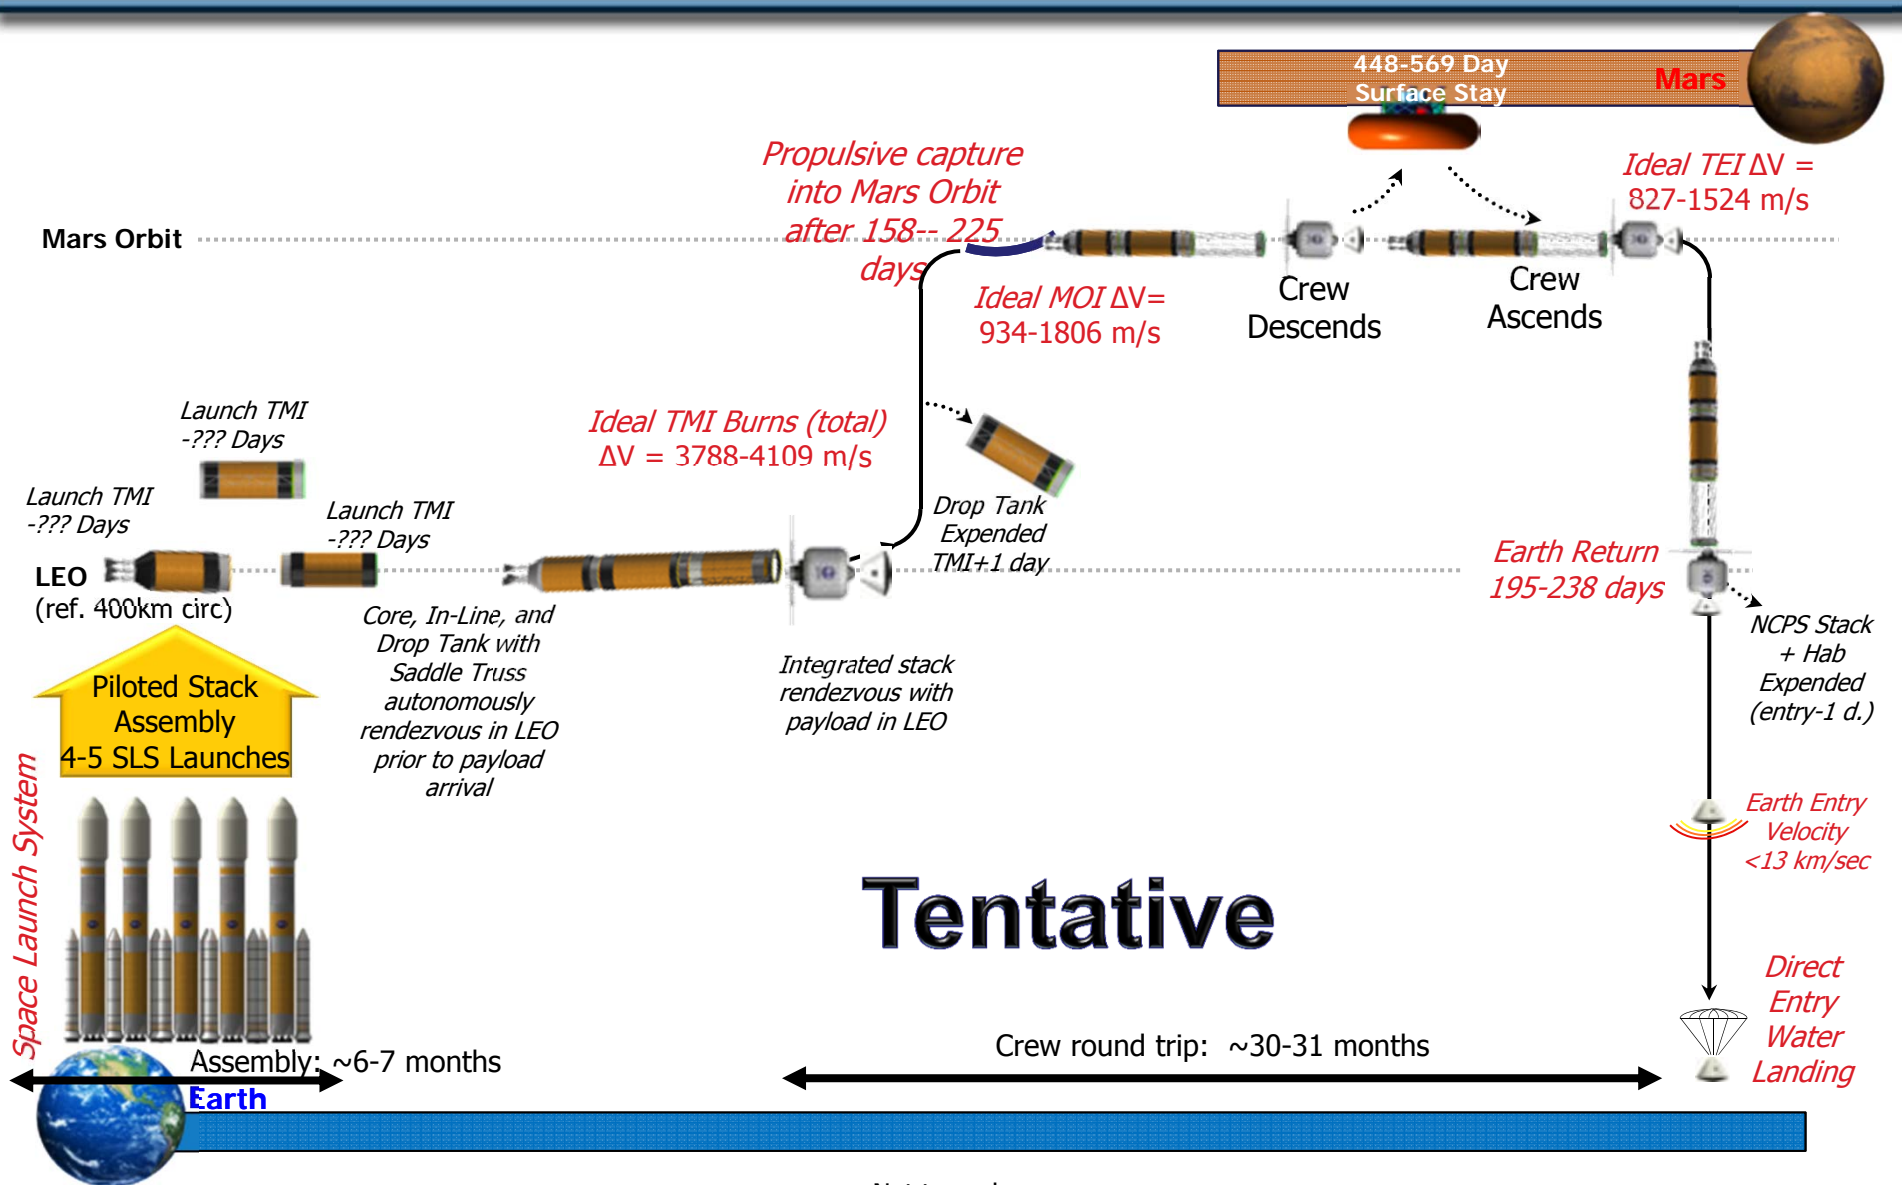 448-569 Day
Surface Stay
Mars
Propulsive capture
into Mars Orbit
after 158-- 225
days
Ideal TEI ΔV =
827-1524 m/s
Mars Orbit
Ideal MOI ΔV=
934-1806 m/s
Crew
Descends
Crew
Ascends
Launch TMI
-??? Days
Ideal TMI Burns (total)
ΔV = 3788-4109 m/s
Launch TMI
-??? Days
Launch TMI
-??? Days
Drop Tank
Expended
TMI+1 day
LEO
(ref. 400km circ)
Earth Return
195-238 days
Core, In-Line, and
Drop Tank with
Saddle Truss
autonomously
rendezvous in LEO
prior to payload
arrival
Integrated stack
rendezvous with
payload in LEO
NCPS Stack
+ Hab
Expended
(entry-1 d.)
Piloted Stack
Assembly
4-5 SLS Launches
Space Launch System
Earth Entry
Velocity
<13 km/sec
Tentative
Direct
Entry
Water
Landing
Assembly: ~6-7 months
Crew round trip: ~30-31 months
Earth